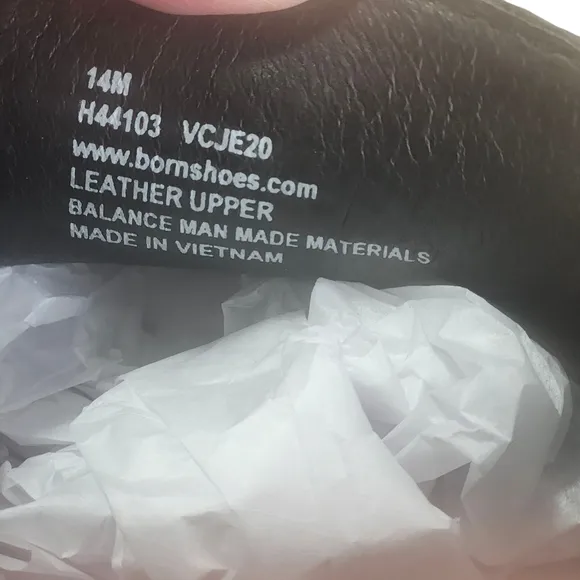 14M
H44103 VCJE20
www.bornshoes.com
LEATHER UPPER
BALANCE MAN MADE MATERIALS
MADE IN VIETNAM